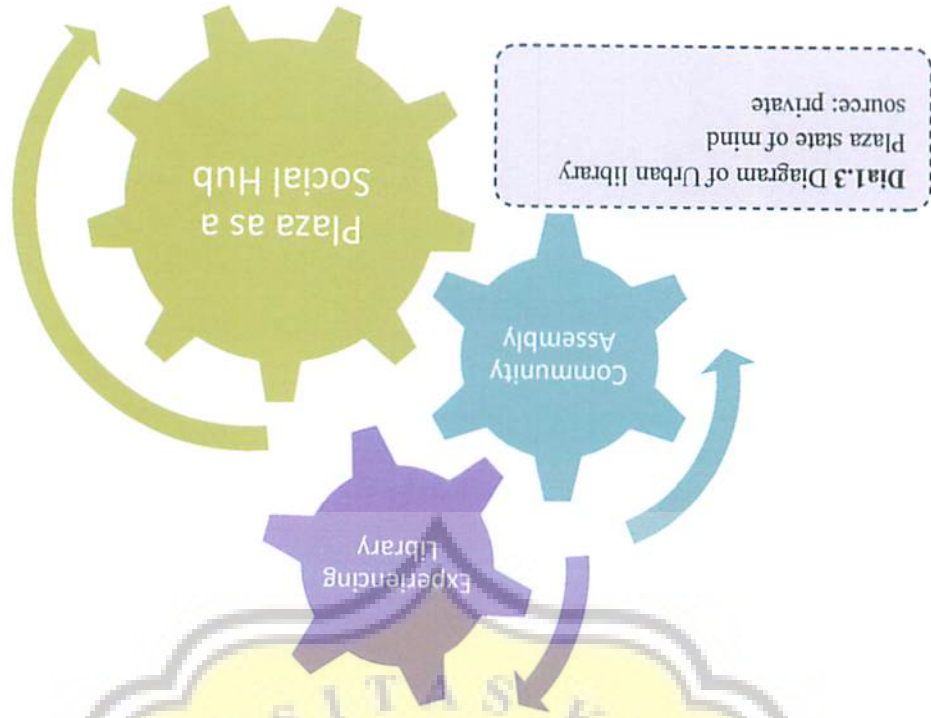 Experiencing
Library
Community
Assembly
Plaza as a
Social Hub
Dia1.3 Diagram of Urban library
Plaza state of mind
source: private